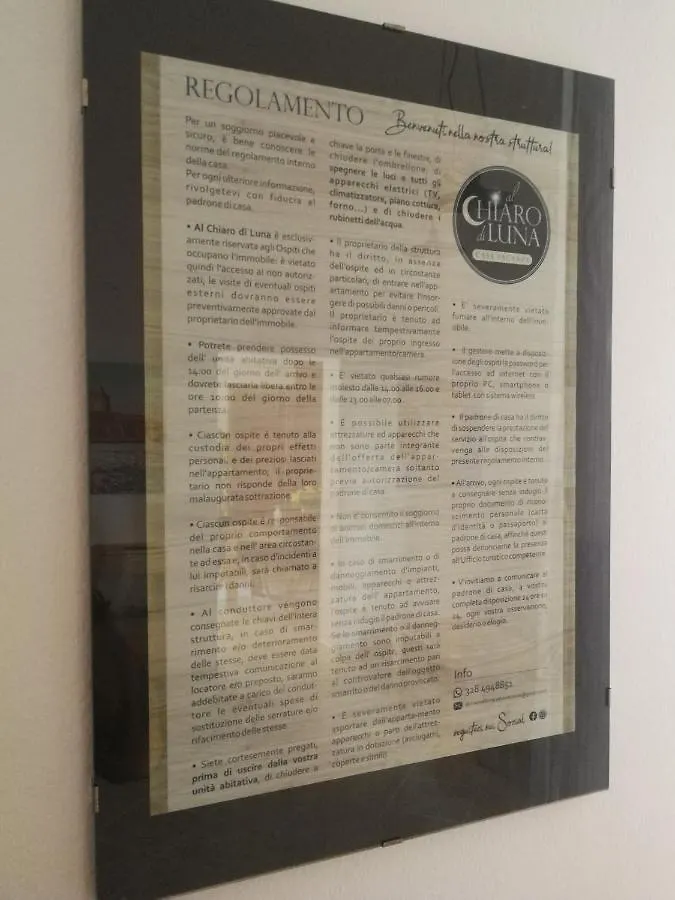 REGOLAMENTO
Benvenuti nella nostra struttura!
Per un soggiorno piacevole e
sicuro, è bene conoscere le
norme del regolamento interno
della casa.
Per ogni ulteriore informazione,
rivolgetevi con fiducia al
padrone di casa.
• Al Chiaro di Luna è esclusiv-
amente riservata agli Ospiti che
occupano l'immobile: è vietato
quindi l'accesso ai non autoriz-
zati, le visite di eventuali ospiti
esterni dovranno essere
preventivamente approvate dal
proprietario dell'immobile.
• Potrete prendere possesso
dell' unità abitativa dopo le
14.00 del giorno dell' arrivo e
dovrete lasciarla libera entro le
ore 10.00 del giorno della
partenza.
• Ciascun ospite è tenuto alla
custodia dei propri effetti
personali e dei preziosi lasciati
nell'appartamento; il proprie-
tario non risponde della loro
malaugurata sottrazione.
• Ciascun ospite è responsabile
del proprio comportamento
nella casa e nell' area circostan-
te ad essa e, in caso d'incidenti a
lui imputabili, sarà chiamato a
risarcire i danni.
• Al conduttore vengono
consegnate le chiavi dell'intera
struttura, in caso di smar-
rimento e/o deterioramento
delle stesse, deve essere data
tempestiva comunicazione al
locatore e/o preposto, saranno
addebitate a carico del condut-
tore le eventuali spese di
sostituzione delle serrature e/o
rifacimento delle stesse.
• Siete cortesemente pregati,
prima di uscire dalla vostra
unità abitativa, di chiudere a
chiave la porta e le finestre, di
chiudere l'ombrellone, di
spegnere le luci e tutti gli
apparecchi elettrici (TV,
climatizzatore, piano cottura,
forno...) e di chiudere i
rubinetti dell'acqua.
• Il proprietario della struttura
ha il diritto, in assenza
dell'ospite ed in circostanze
particolari, di entrare nell'app-
artamento per evitare l'insor-
gere di possibili danni o pericoli.
Il proprietario è tenuto ad
informare tempestivamente
l'ospite del proprio ingresso
nell'appartamento/camera.
• E' vietato qualsiasi rumore
molesto dalle 14.00 alle 16.00 e
dalle 23.00 alle 07.00.
• È possibile utilizzare
attrezzature ed apparecchi che
non sono parte integrante
dell'offerta dell'appar-
tamento/camera soltanto
previa autorizzazione del
padrone di casa.
• Non è consentito il soggiorno
di animali domestici all'interno
dell'immobile.
• In caso di smarrimento o di
danneggiamento d'impianti,
mobili, apparecchi o attrez-
zature dell' appartamento,
l'ospite è tenuto ad avvisare
senza indugio il padrone di casa.
Se lo smarrimento o il danneg-
giamento sono imputabili a
colpa dell' ospite, questi sarà
tenuto ad un risarcimento pari
al controvalore dell'oggetto
smarrito o del danno provocato.
• È severamente vietato
asportare dall'apparta-mento
apparecchi o parti dell'attrez-
zatura in dotazione (asciugami,
coperte e simili).
al
CHIARO
di LUNA
CASA VACANZE
• E' severamente vietato
fumare all'interno dell'imm-
obile.
• Il gestore mette a disposiz-
ione degli ospiti la password per
l'accesso ad internet con il
proprio PC, smartphone o
tablet, con sistema wireless.
• Il padrone di casa ha il diritto
di sospendere la prestazione del
servizio all'ospite che contrav-
venga alle disposizioni del
presente regolamento interno.
• All'arrivo, ogni ospite è tenuto
a consegnare senza indugio il
proprio documento di ricono-
scimento personale (carta
d'identità o passaporto) al
padrone di casa, affinché questi
possa denunciarne la presenza
all'Ufficio turistico competente.
• V'invitiamo a comunicare al
padrone di casa, a vostra
completa disposizione 24 ore su
24, ogni vostra osservazione,
desiderio o elogio.
Info
328 4948851
seguiteci sui Social